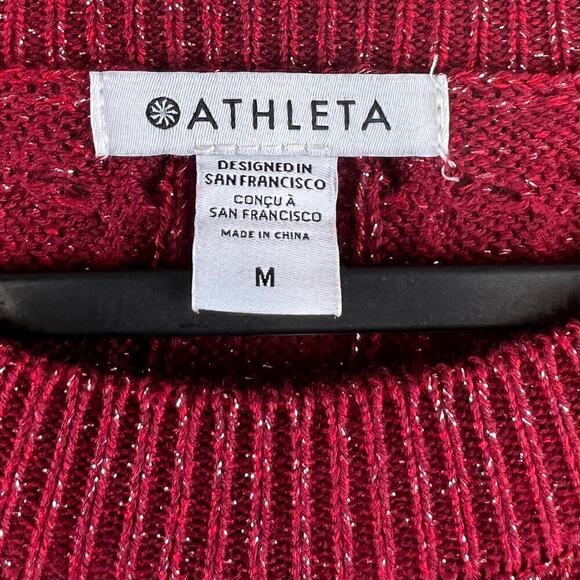 ATHLETA
DESIGNED IN
SAN FRANCISCO
CONÇU À
SAN FRANCISCO
MADE IN CHINA
M